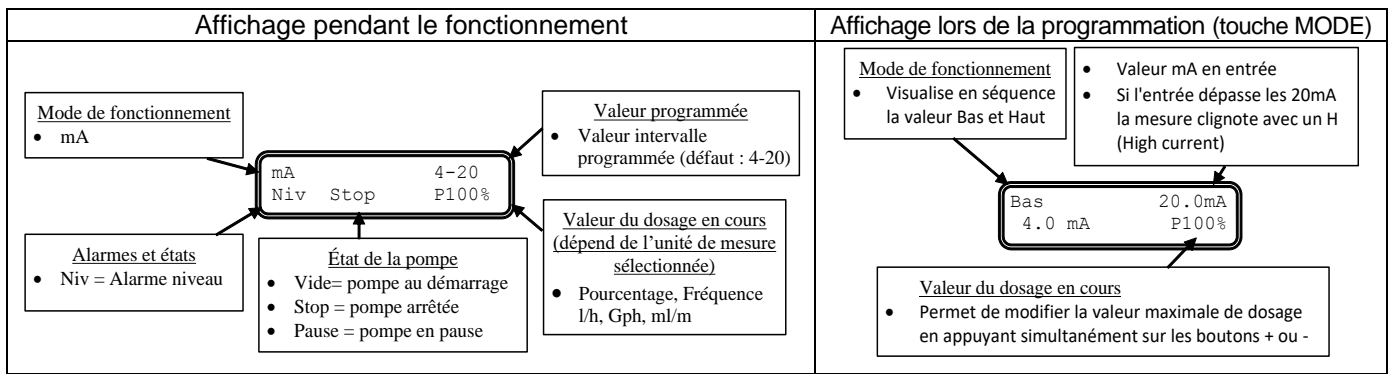 Affichage pendant le fonctionnement
Mode de fonctionnement
• mA
Valeur programmée
• Valeur intervalle
programmée (défaut : 4-20)
mA 4-20
Niv Stop P100%
Alarmes et états
• Niv = Alarme niveau
État de la pompe
• Vide= pompe au démarrage
• Stop = pompe arrêtée
• Pause = pompe en pause
Valeur du dosage en cours
(dépend de l’unité de mesure
sélectionnée)
• Pourcentage, Fréquence
l/h, Gph, ml/m
Affichage lors de la programmation (touche MODE)
Mode de fonctionnement
• Visualise en séquence
la valeur Bas et Haut
• Valeur mA en entrée
• Si l'entrée dépasse les 20mA
la mesure clignote avec un H
(High current)
Bas 20.0mA
4.0 mA P100%
Valeur du dosage en cours
• Permet de modifier la valeur maximale de dosage
en appuyant simultanément sur les boutons + ou -